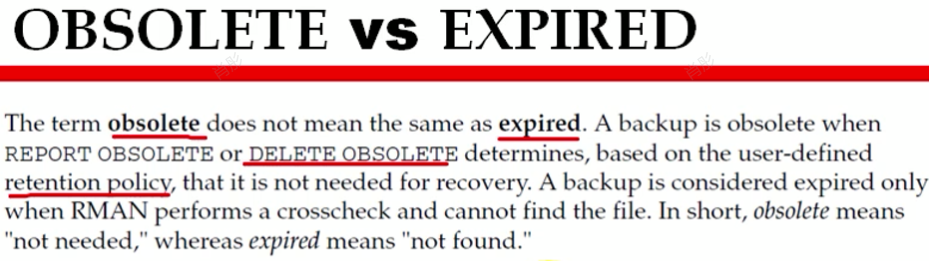 OBSOLETE vs EXPIRED
The term obsolete does not mean the same as expired. A backup is obsolete when
REPORT OBSOLETE or DELETE OBSOLETE determines, based on the user-defined
retention policy, that it is not needed for recovery. A backup is considered expired only
when RMAN performs a crosscheck and cannot find the file. In short, obsolete means
"not needed," whereas expired means "not found."